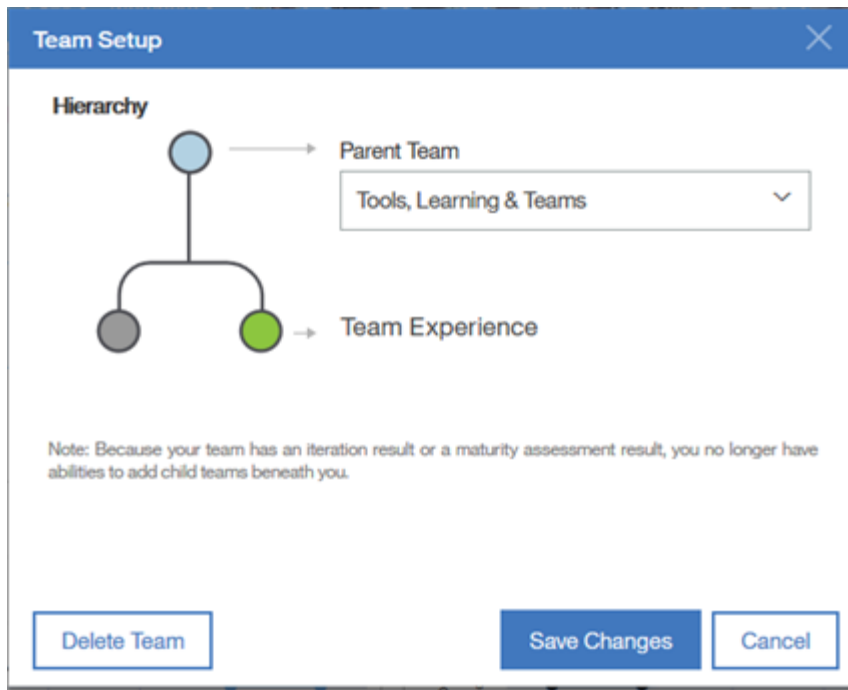 Team Setup
Hierarchy
Parent Team
Tools, Learning & Teams
Team Experience
Note: Because your team has an iteration result or a maturity assessment result, you no longer have
abilities to add child teams beneath you.
Delete Team
Save Changes
Cancel